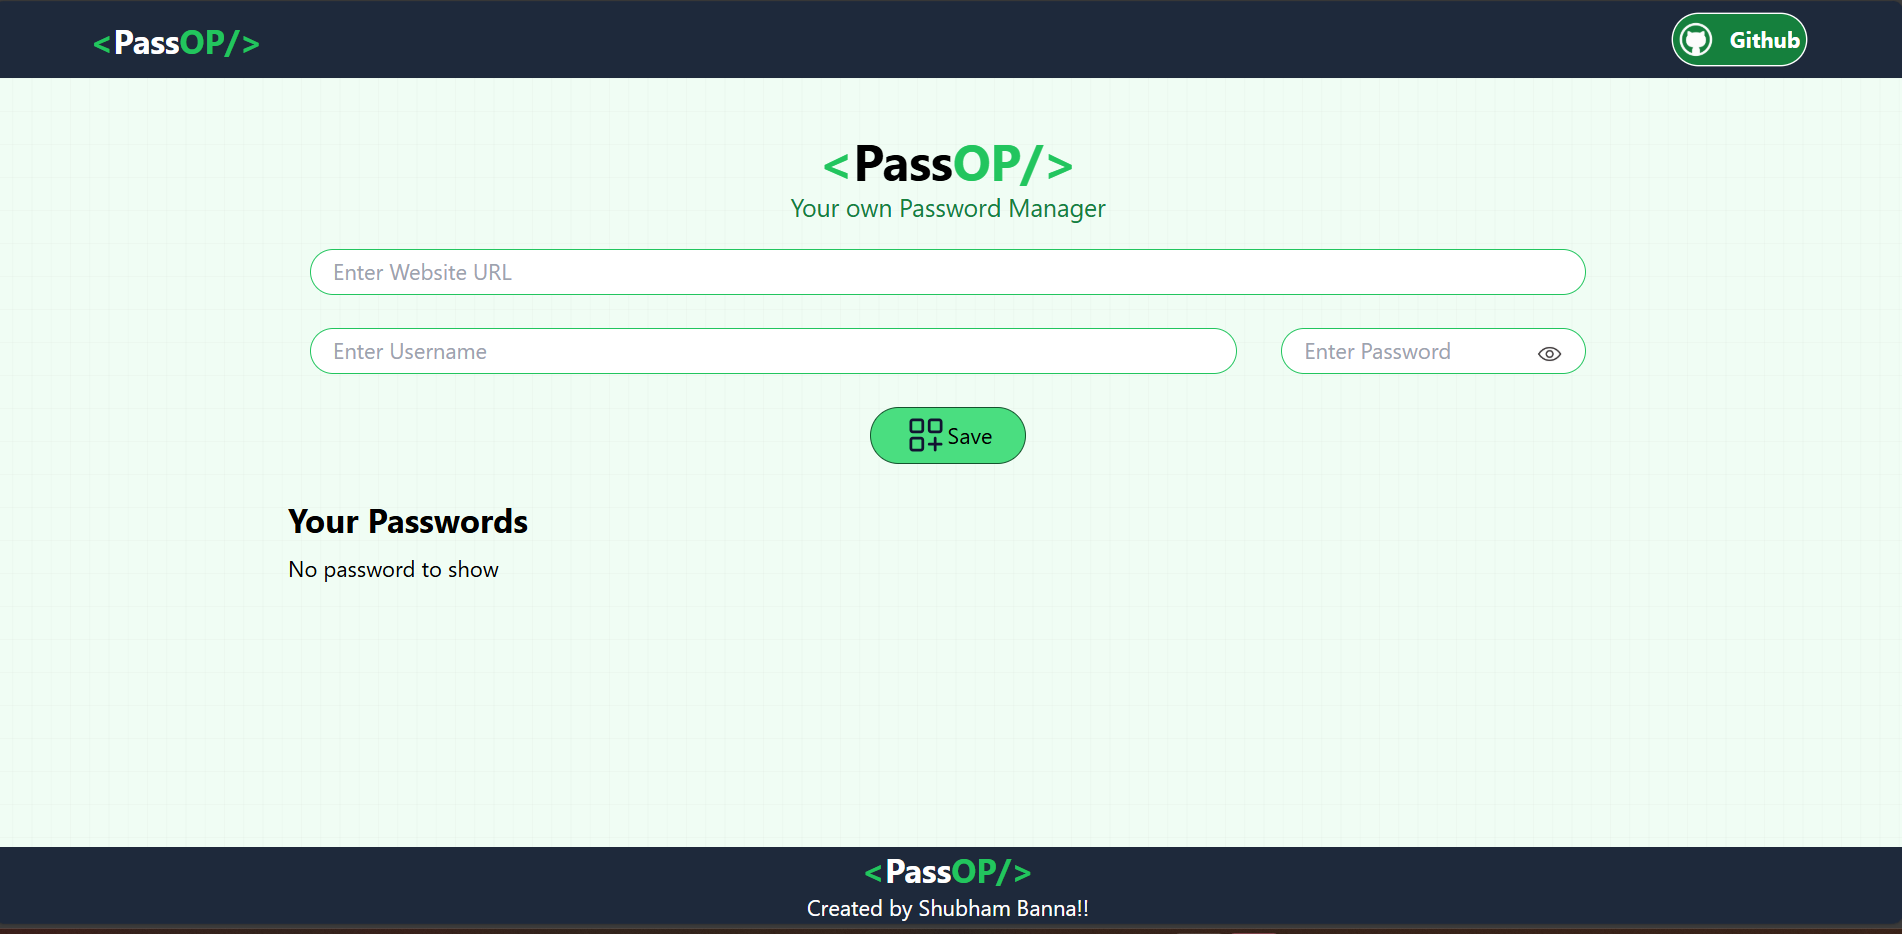 <PassOP/>
Github
<PassOP/>
Your own Password Manager
Enter Website URL
Enter Username
Enter Password
Save
Your Passwords
No password to show
<PassOP/>
Created by Shubham Banna!!